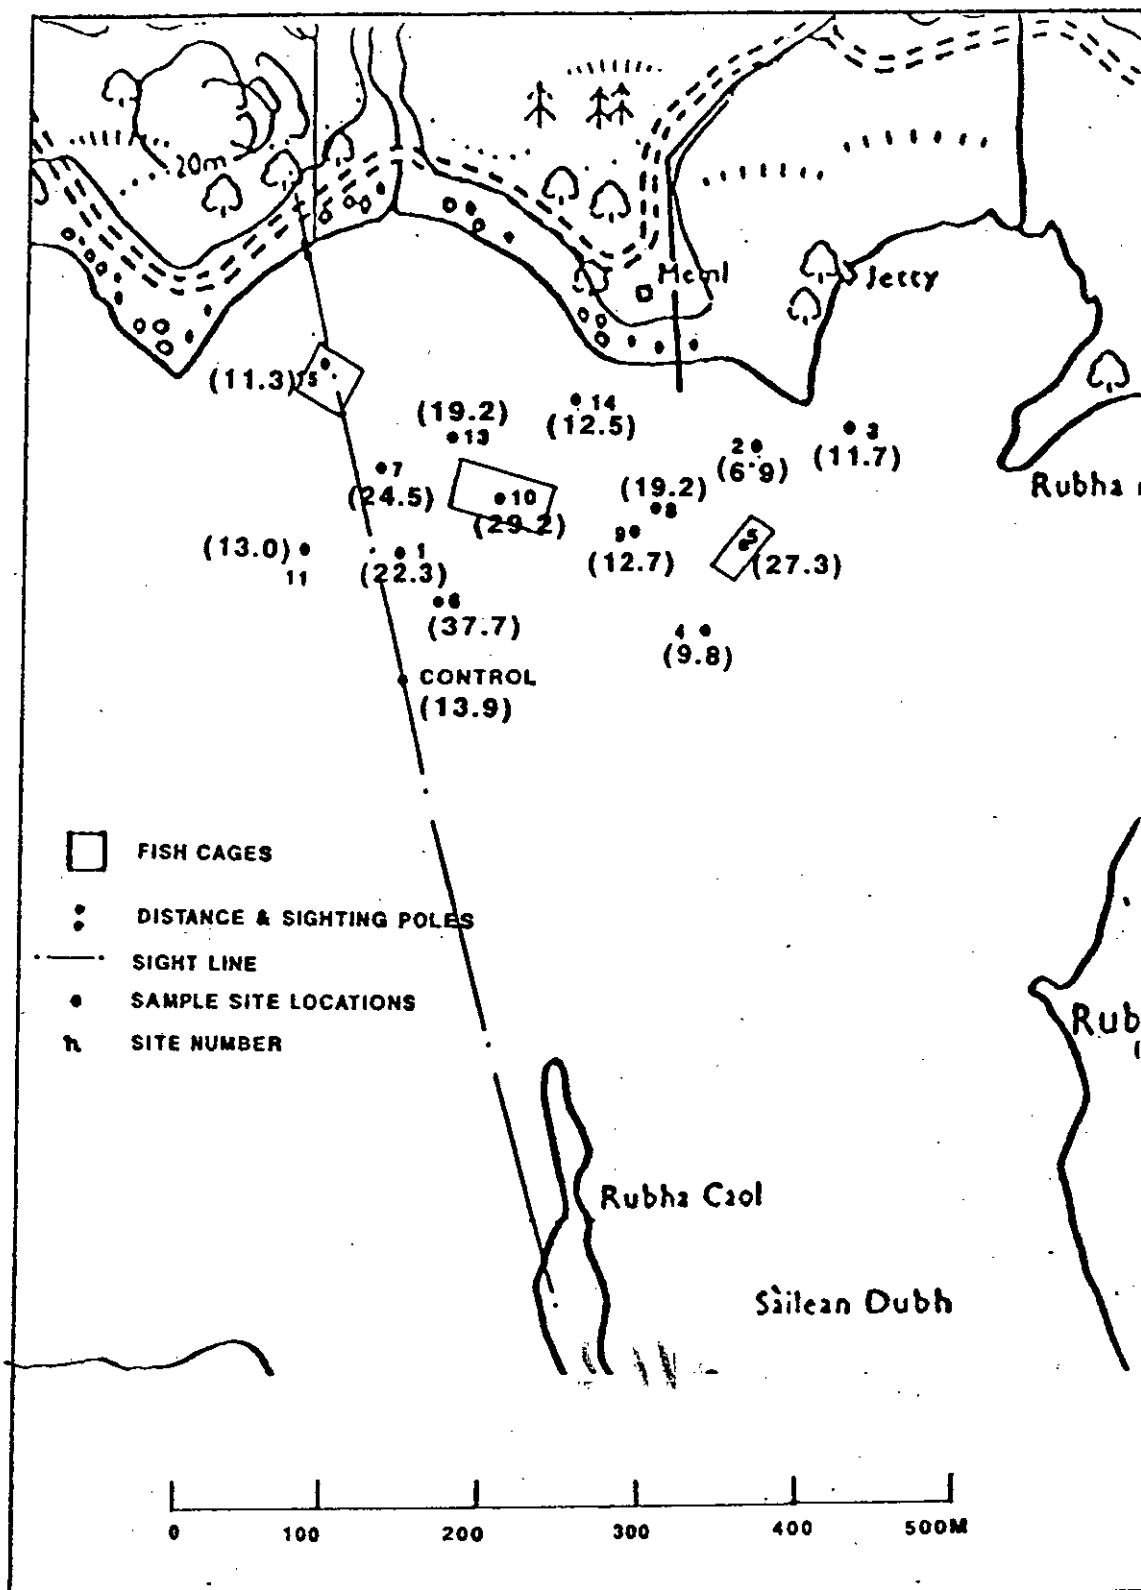 20m
Meml
Jetty
(11.3) 15
(19.2)
13
14
(12.5)
2
(6.9)
3
(11.7)
Rubha
7
(24.5)
10
(29.2)
(19.2)
8
9
(12.7)
5
(27.3)
(13.0)
11
1
(22.3)
6
(37.7)
4
(9.8)
CONTROL
(13.9)
FISH CAGES
DISTANCE & SIGHTING POLES
SIGHT LINE
SAMPLE SITE LOCATIONS
n SITE NUMBER
Rub
Rubha Caol
Sàilean Dubh
0 100 200 300 400 500M